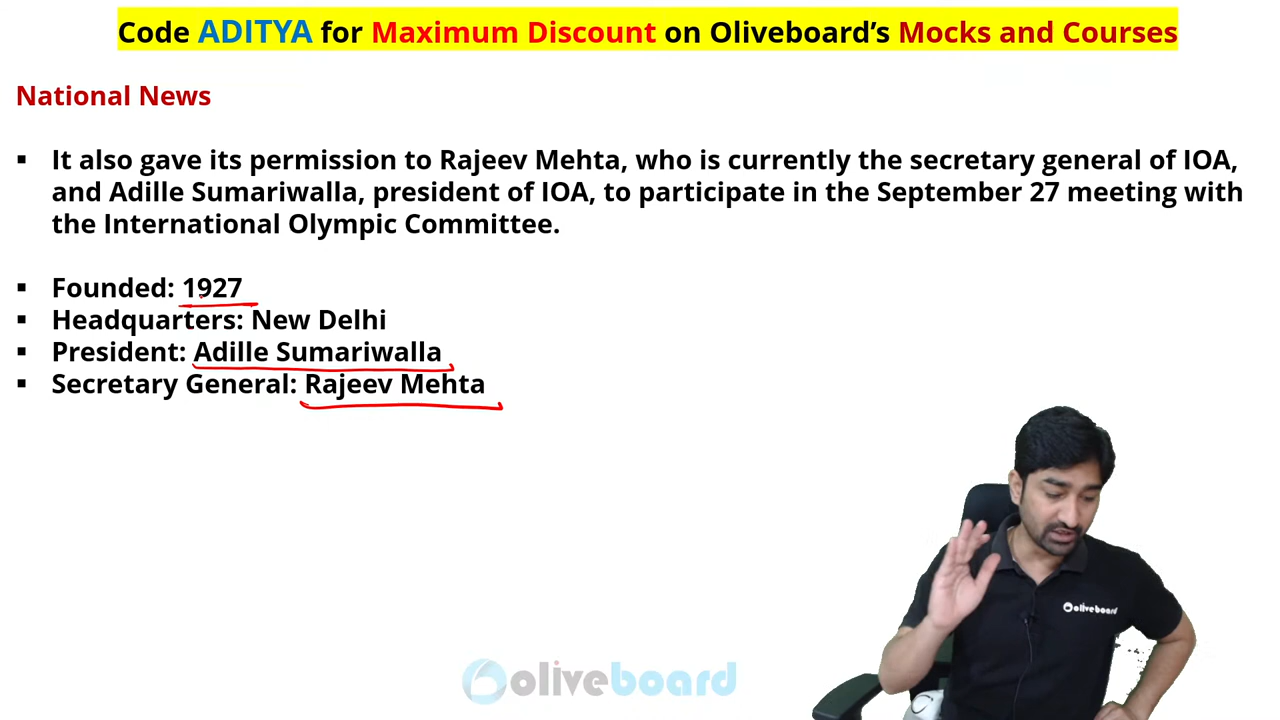 Code ADITYA for Maximum Discount on Oliveboard’s Mocks and Courses
National News
▪ It also gave its permission to Rajeev Mehta, who is currently the secretary general of IOA,
and Adille Sumariwalla, president of IOA, to participate in the September 27 meeting with
the International Olympic Committee.
▪ Founded: 1927
▪ Headquarters: New Delhi
▪ President: Adille Sumariwalla
▪ Secretary General: Rajeev Mehta
oliveboard
oliveboard